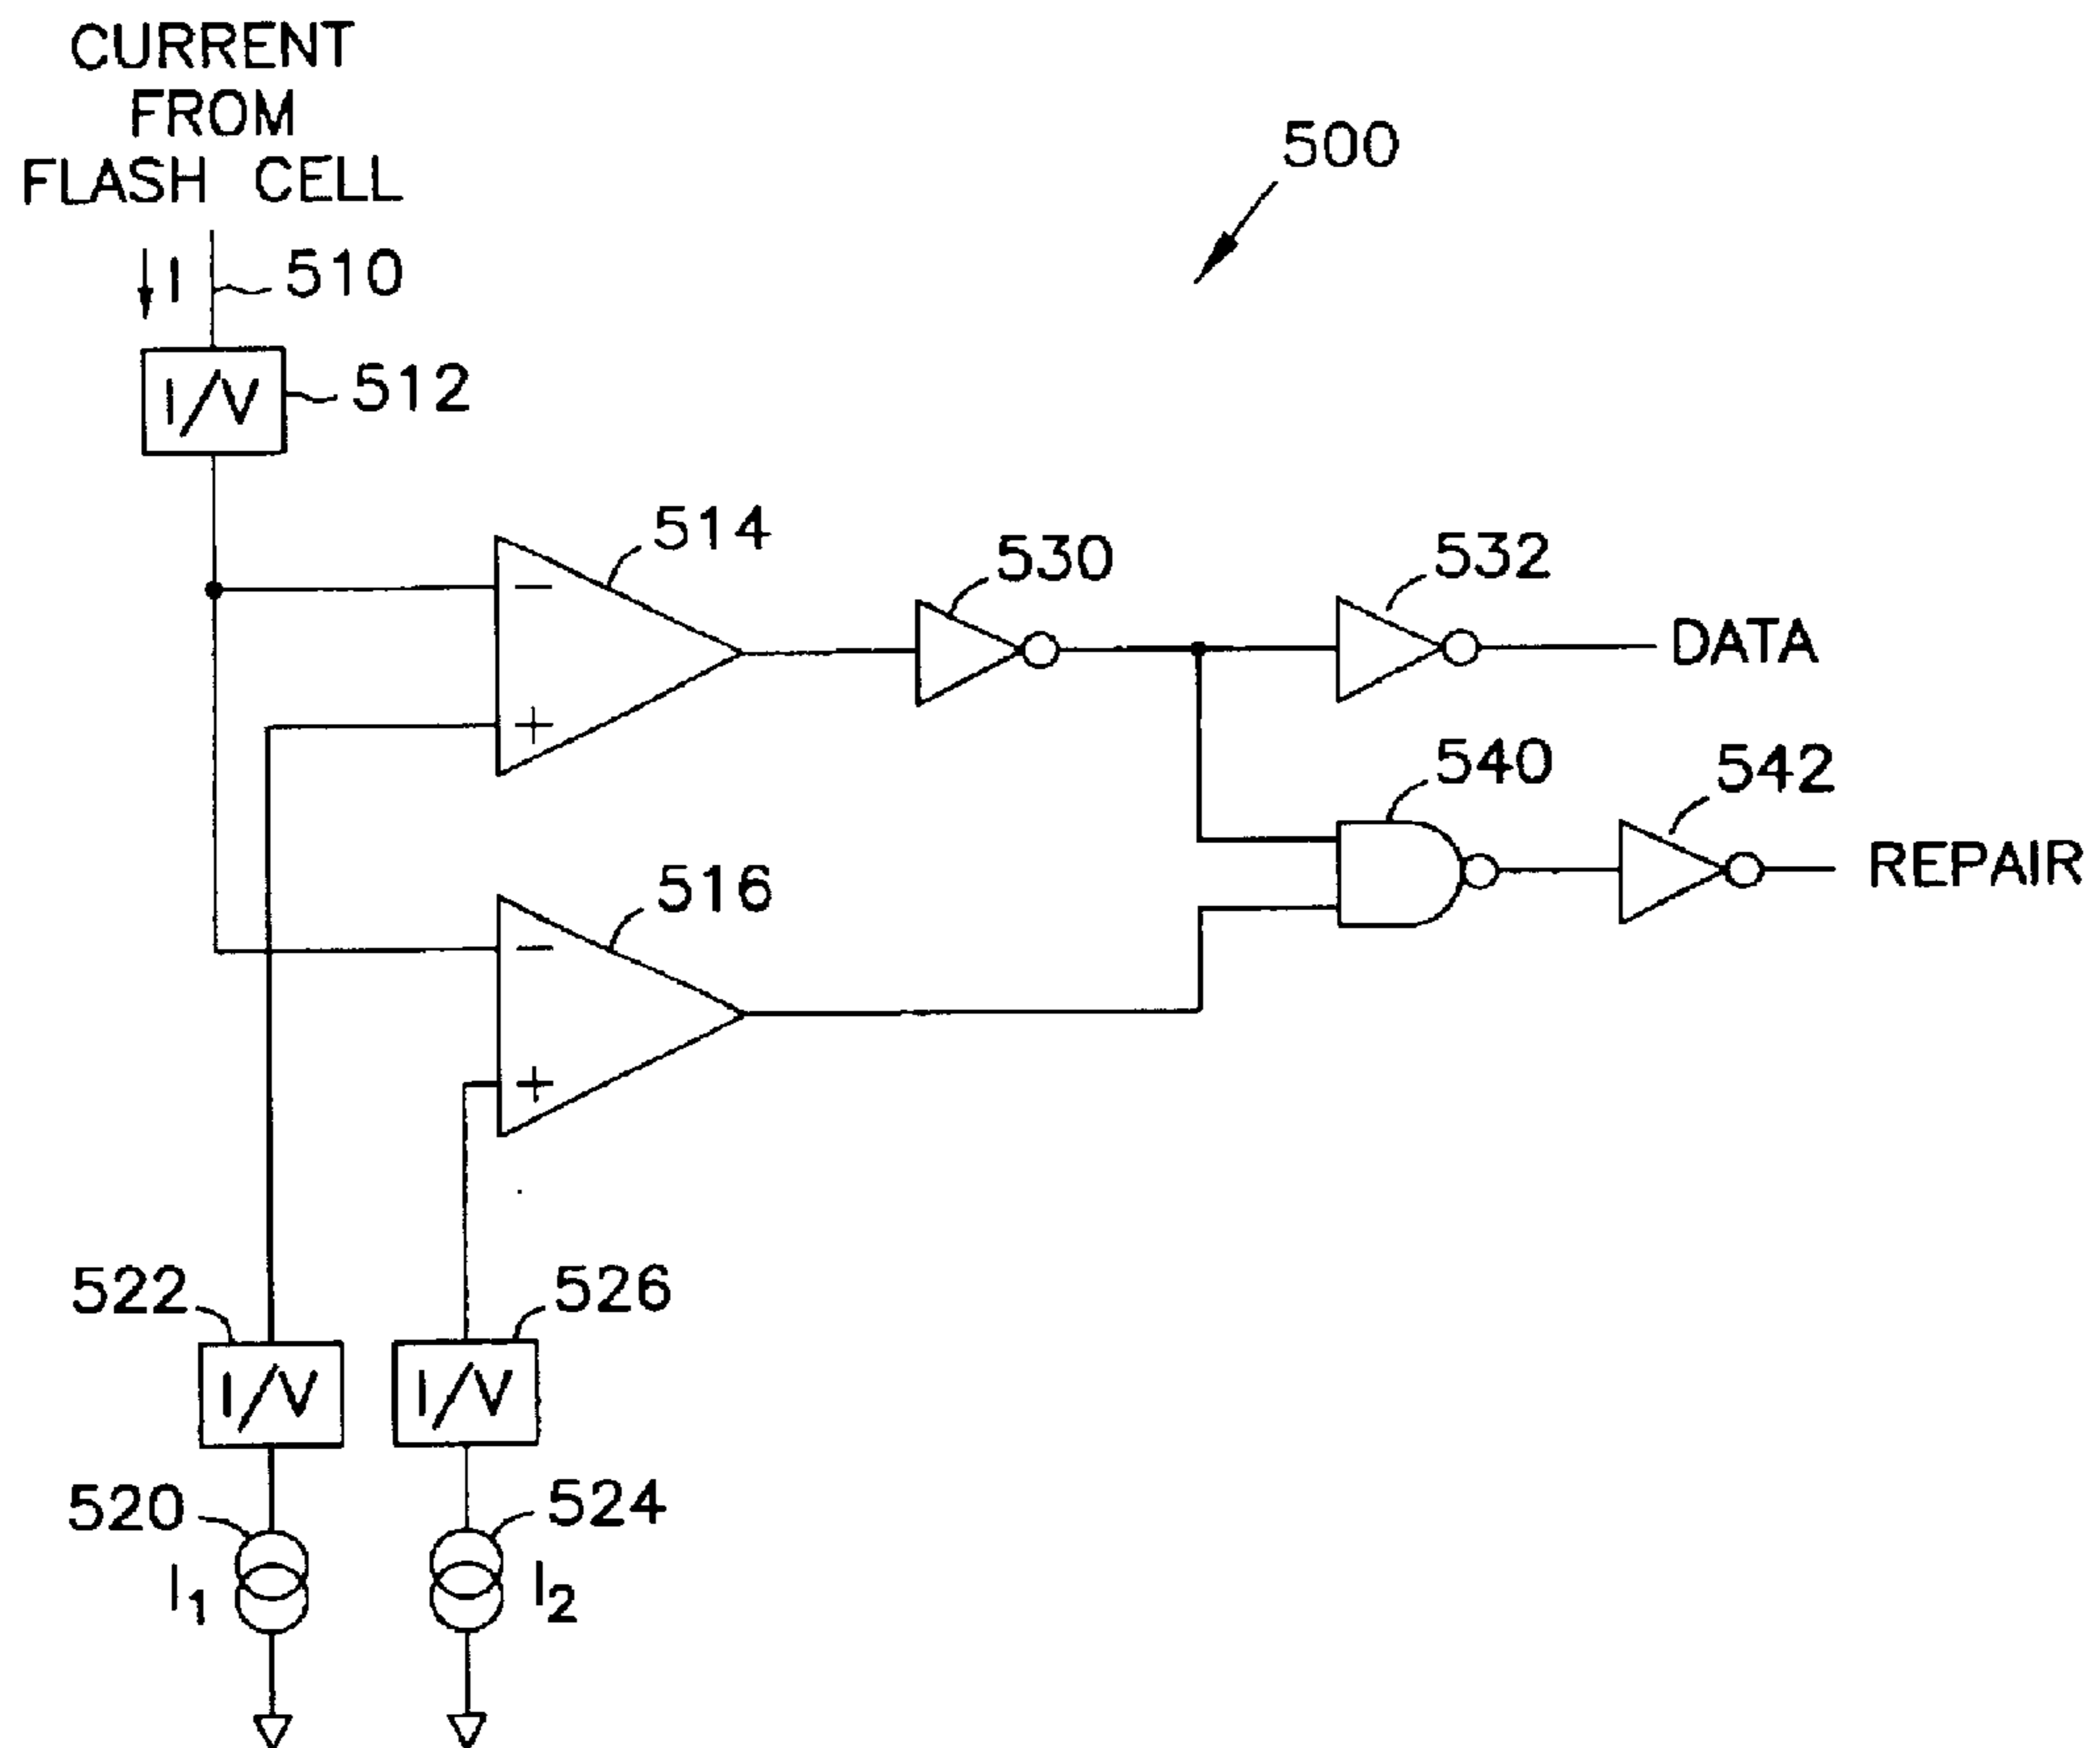 CURRENT
FROM
FLASH CELL
500
I
510
I/V
512
514
530
532
−
DATA
+
540
542
516
REPAIR
−
+
522
526
I/V
I/V
520
524
I1
I2